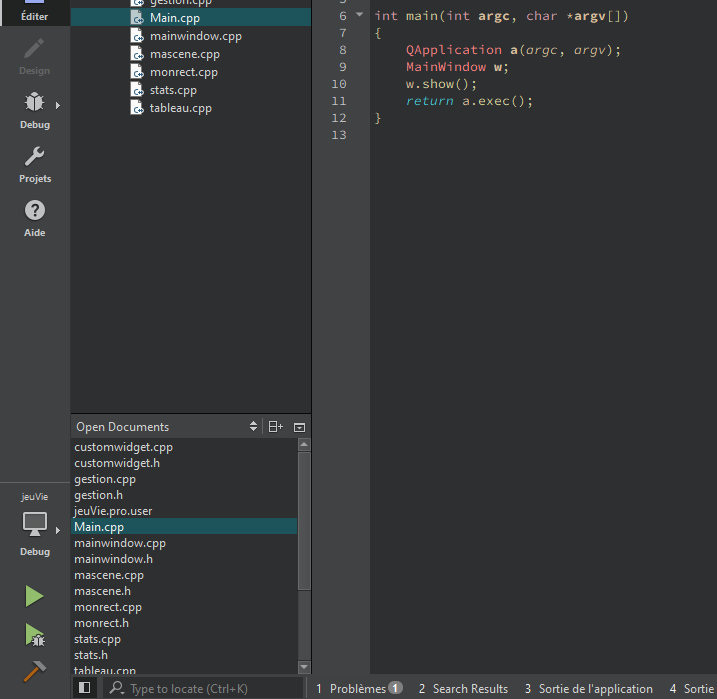 Éditer
Design
Debug
Projets
Aide
jeuVie
Debug
gestion.cpp
Main.cpp
mainwindow.cpp
mascene.cpp
monrect.cpp
stats.cpp
tableau.cpp
Open Documents
customwidget.cpp
customwidget.h
gestion.cpp
gestion.h
jeuVie.pro.user
Main.cpp
mainwindow.cpp
mainwindow.h
mascene.cpp
mascene.h
monrect.cpp
monrect.h
stats.cpp
stats.h
tableau.cpp
6 int main(int argc, char *argv[])
7 {
8 QApplication a(argc, argv);
9 MainWindow w;
10 w.show();
11 return a.exec();
12 }
13
Type to locate (Ctrl+K)
1 Problèmes 1 2 Search Results 3 Sortie de l'application 4 Sortie